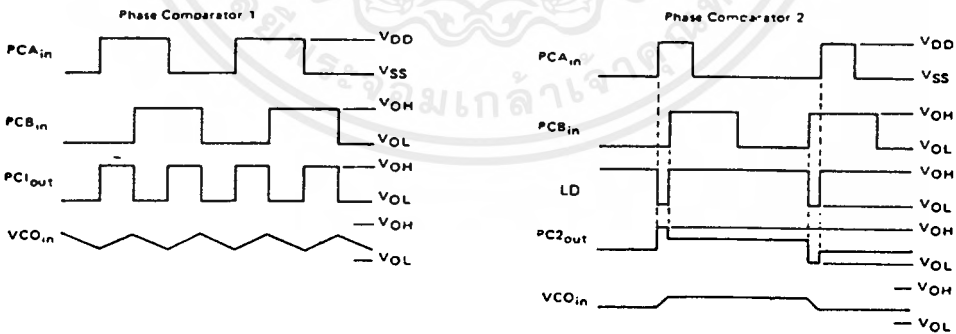 Phase Comparator 1
PCAin
VDD
VSS
PCBin
VOH
VOL
PC1out
VOH
VOL
VCOin
VOH
VOL
Phase Comparator 2
PCAin
VDD
VSS
PCBin
VOH
VOL
LD
VOH
VOL
PC2out
VOH
VOL
VCOin
VOH
VOL